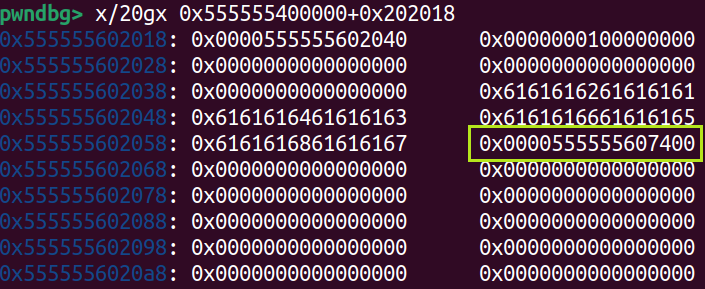 pwndbg> x/20gx 0x555555400000+0x202018
0x555555602018: 0x0000555555602040 0x0000000100000000
0x555555602028: 0x0000000000000000 0x0000000000000000
0x555555602038: 0x0000000000000000 0x6161616261616161
0x555555602048: 0x6161616461616163 0x6161616661616165
0x555555602058: 0x6161616861616167 0x0000555555607400
0x555555602068: 0x0000000000000000 0x0000000000000000
0x555555602078: 0x0000000000000000 0x0000000000000000
0x555555602088: 0x0000000000000000 0x0000000000000000
0x555555602098: 0x0000000000000000 0x0000000000000000
0x5555556020a8: 0x0000000000000000 0x0000000000000000